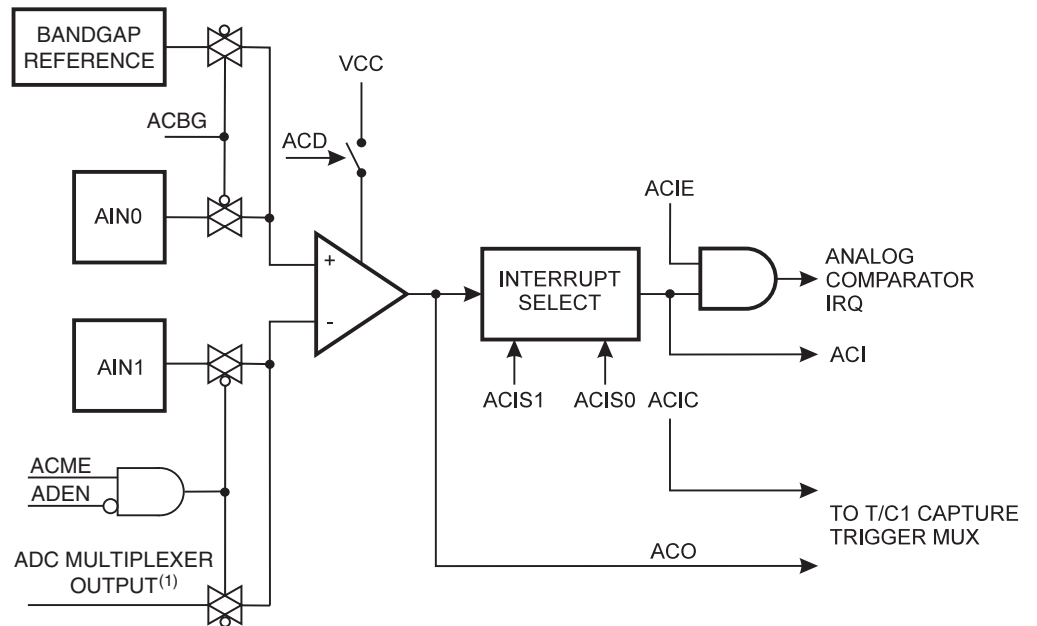 BANDGAP
REFERENCE
VCC
ACBG
ACD
AIN0
ACIE
+
-
INTERRUPT
SELECT
ANALOG
COMPARATOR
IRQ
AIN1
ACI
ACIS1
ACIS0
ACIC
ACME
ADEN
TO T/C1 CAPTURE
TRIGGER MUX
ADC MULTIPLEXER
OUTPUT(1)
ACO